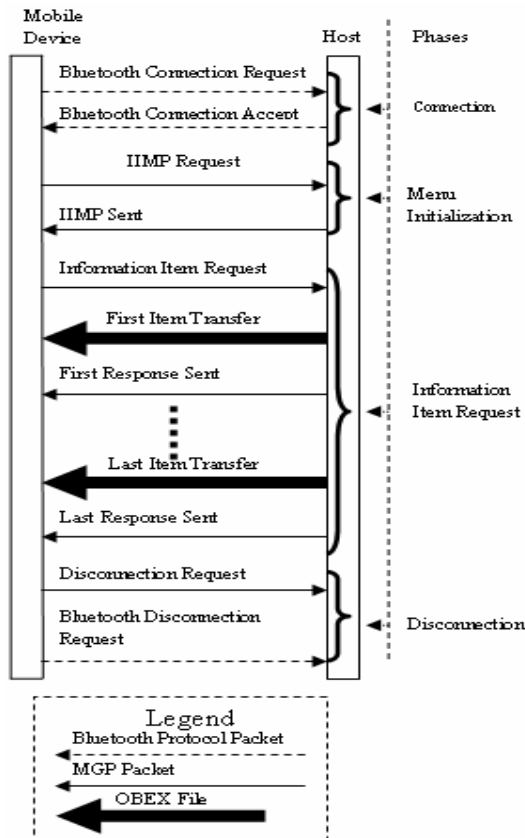 Mobile
Device
Host
Phases
Bluetooth Connection Request
Bluetooth Connection Accept
Connection
IIMP Request
IIMP Sent
Menu
Initialization
Information Item Request
First Item Transfer
First Response Sent
Information
Item Request
Last Item Transfer
Last Response Sent
Disconnection Request
Bluetooth Disconnection
Request
Disconnection
Legend
Bluetooth Protocol Packet
MGP Packet
OBEX File